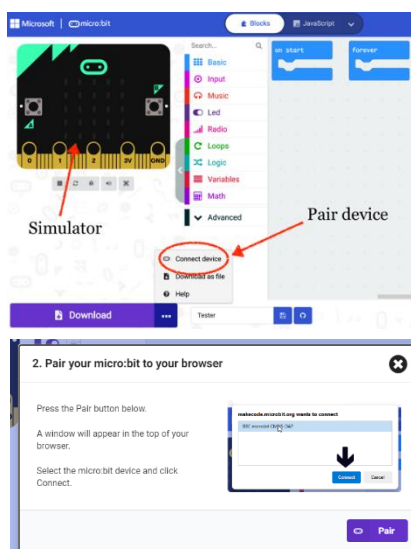 Microsoft | micro:bit
Blocks
JavaScript
Search...
Basic
Input
Music
Led
Radio
Loops
Logic
Variables
Math
Advanced
on start
forever
0 1 2 3V GND
Simulator
Pair device
Connect device
Download as file
Help
Download
Tester
2. Pair your micro:bit to your browser
Press the Pair button below.
A window will appear in the top of your
browser.
Select the micro:bit device and click
Connect.
makecode.microbit.org wants to connect
Connect
Cancel
Pair